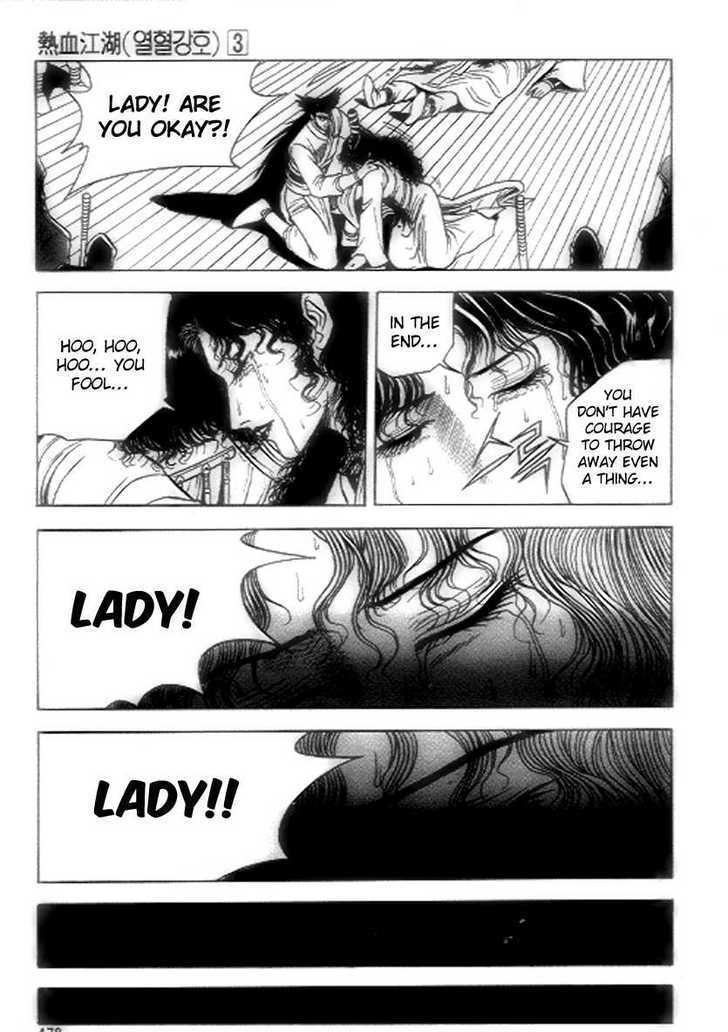 熱血江湖(열혈강호) 3
LADY! ARE
YOU OKAY?!
HOO, HOO,
HOO... YOU
FOOL...
IN THE
END...
YOU
DON'T HAVE
COURAGE
TO THROW
AWAY EVEN
A THING...
LADY!
LADY!!